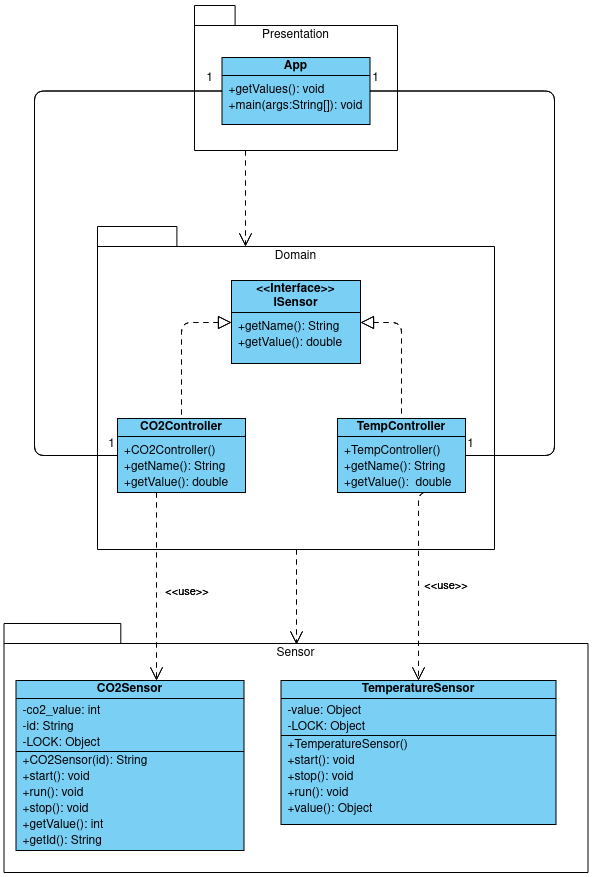 Presentation
App
1
1
+getValues(): void
+main(args:String[]): void
Domain
<<Interface>>
ISensor
+getName(): String
+getValue(): double
CO2Controller
TempController
1
1
+CO2Controller()
+getName(): String
+getValue(): double
+TempController()
+getName(): String
+getValue(): double
<<use>>
<<use>>
Sensor
CO2Sensor
-co2_value: int
-id: String
-LOCK: Object
+CO2Sensor(id): String
+start(): void
+run(): void
+stop(): void
+getValue(): int
+getId(): String
TemperatureSensor
-value: Object
-LOCK: Object
+TemperatureSensor()
+start(): void
+stop(): void
+run(): void
+value(): Object